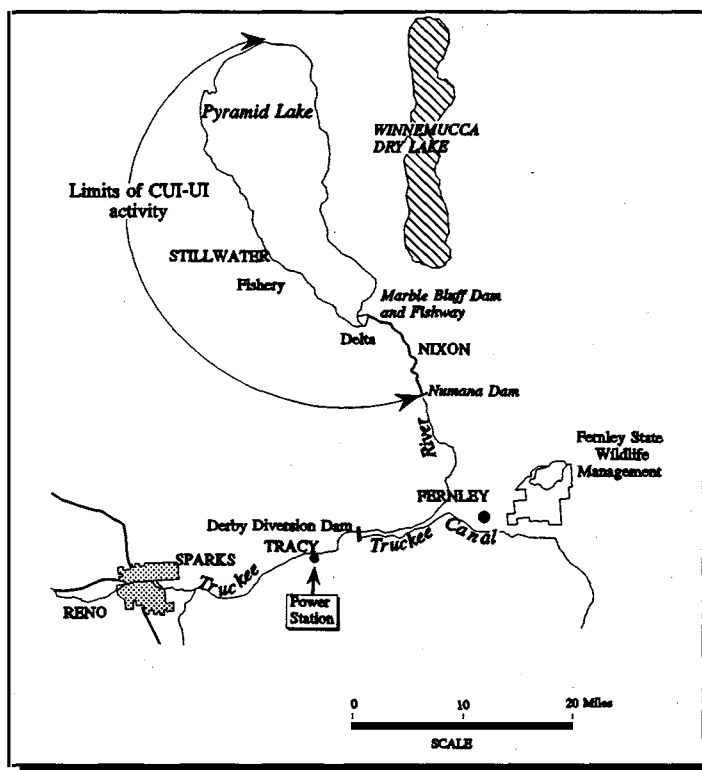 Pyramid Lake
WINNEMUCCA
DRY LAKE
Limits of CUI-UI
activity
STILLWATER
Fishery
Marble Bluff Dam
and Fishway
Delta
NIXON
Numana Dam
River
Fernley State
Wildlife
Management
FERNLEY
Derby Diversion Dam
Truckee
Canal
TRACY
SPARKS
Truckee
RENO
Power
Station
0
10
20 Miles
SCALE